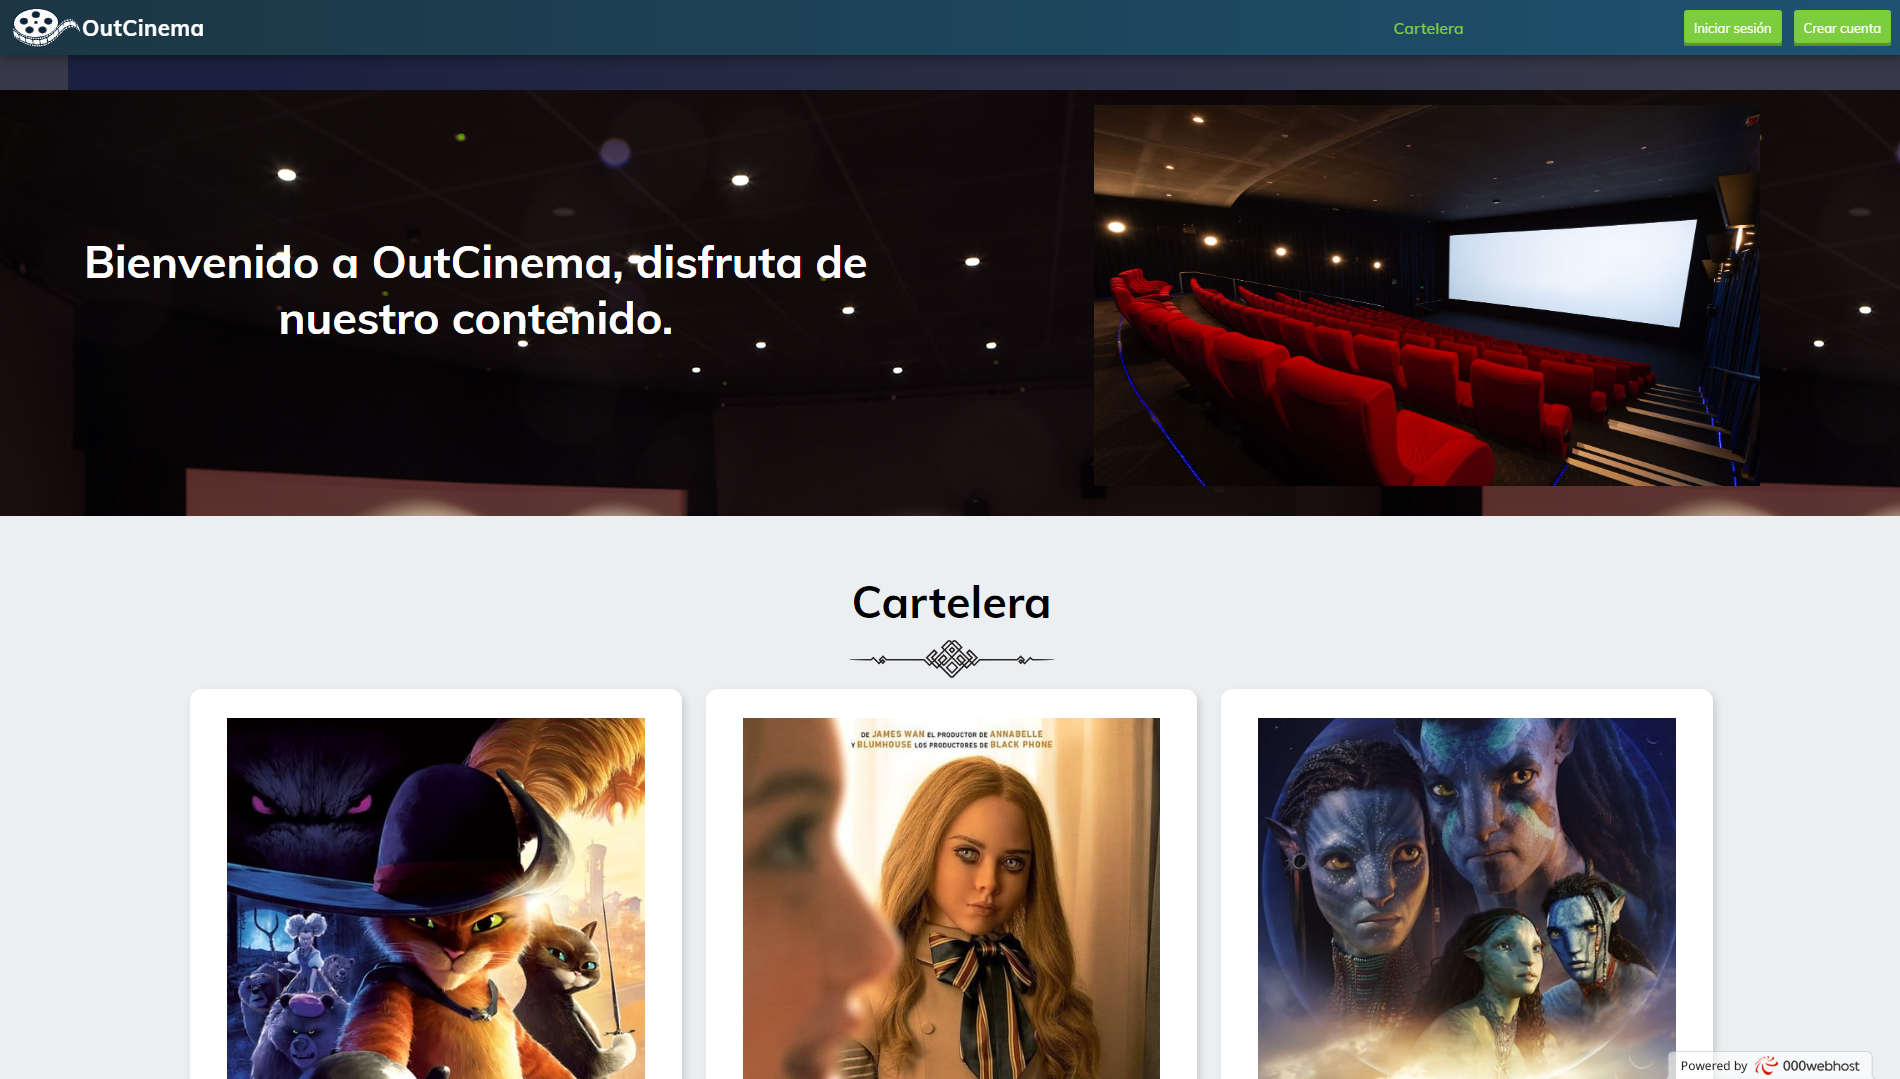 OutCinema
Cartelera
Iniciar sesión
Crear cuenta
Bienvenido a OutCinema, disfruta de
nuestro contenido.
Cartelera
DE JAMES WAN EL PRODUCTOR DE ANNABELLE
Y BLUMHOUSE LOS PRODUCTORES DE BLACK PHONE
Powered by 000webhost